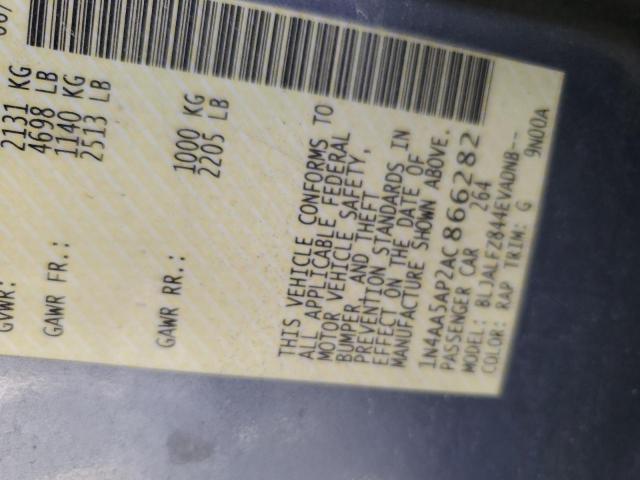 GVWR: 2131 KG
4698 LB
GAWR FR.: 1140 KG
2513 LB
GAWR RR.: 1000 KG
2205 LB
THIS VEHICLE CONFORMS TO
ALL APPLICABLE FEDERAL
MOTOR VEHICLE SAFETY,
BUMPER AND THEFT
PREVENTION STANDARDS IN
EFFECT ON THE DATE OF
MANUFACTURE SHOWN ABOVE.
1N4AA5AP2AC866282
PASSENGER CAR 264
MODEL: BLJALFZ844EVADNB--
COLOR: RAP TRIM: G 9N00A